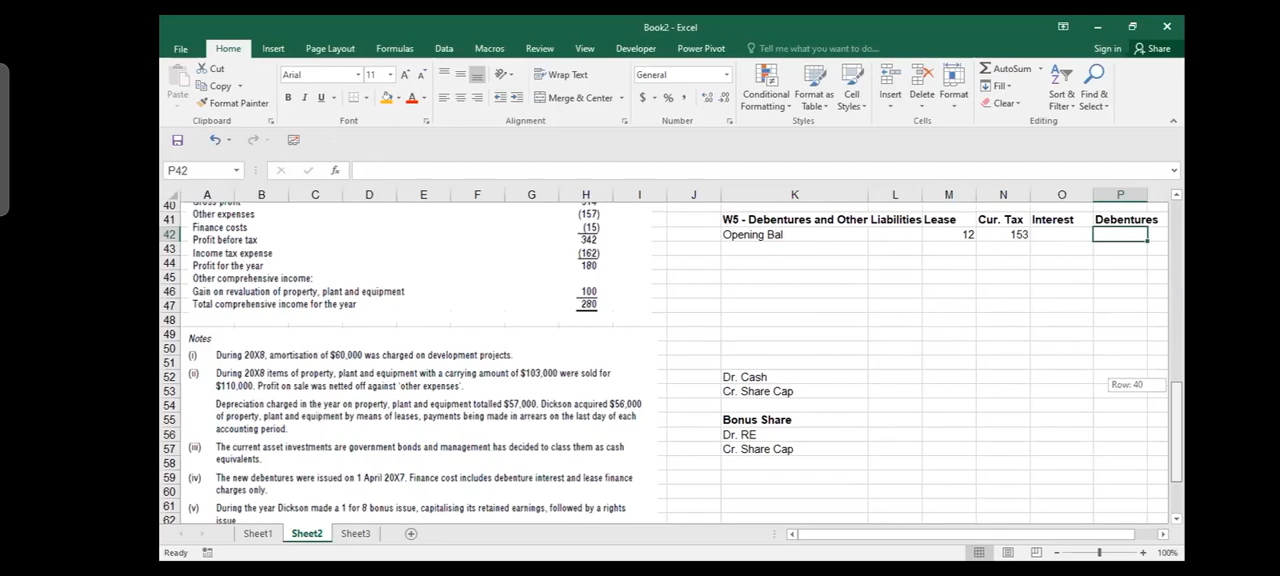 Book2 - Excel
File Home Insert Page Layout Formulas Data Macros Review View Developer Power Pivot Tell me what you want to do... Sign in Share
Paste Cut Copy Format Painter Clipboard
Arial 11 B I U Font
Wrap Text Merge & Center Alignment
General $ % , Number
Conditional Formatting Format as Table Cell Styles Styles
Insert Delete Format Cells
AutoSum Fill Clear Sort & Filter Find & Select Editing
P42 fx
A B C D E F G H I J K L M N O P
40
41 Other expenses (157) W5 - Debentures and Other Liabilities Lease Cur. Tax Interest Debentures
42 Finance costs (15) Opening Bal 12 153
Profit before tax 342
43 Income tax expense (162)
44 Profit for the year 180
45 Other comprehensive income:
46 Gain on revaluation of property, plant and equipment 100
47 Total comprehensive income for the year 280
48
49 Notes
50 (i) During 20X8, amortisation of $60,000 was charged on development projects.
51
52 (ii) During 20X8 items of property, plant and equipment with a carrying amount of $103,000 were sold for Dr. Cash
53 $110,000. Profit on sale was netted off against 'other expenses'. Cr. Share Cap Row: 40
54 Depreciation charged in the year on property, plant and equipment totalled $57,000. Dickson acquired $56,000
55 of property, plant and equipment by means of leases, payments being made in arrears on the last day of each Bonus Share
56 accounting period. Dr. RE
57 (iii) The current asset investments are government bonds and management has decided to class them as cash Cr. Share Cap
58 equivalents.
59 (iv) The new debentures were issued on 1 April 20X7. Finance cost includes debenture interest and lease finance
60 charges only.
61 (v) During the year Dickson made a 1 for 8 bonus issue, capitalising its retained earnings, followed by a rights
62 issue
Sheet1 Sheet2 Sheet3
Ready 100%